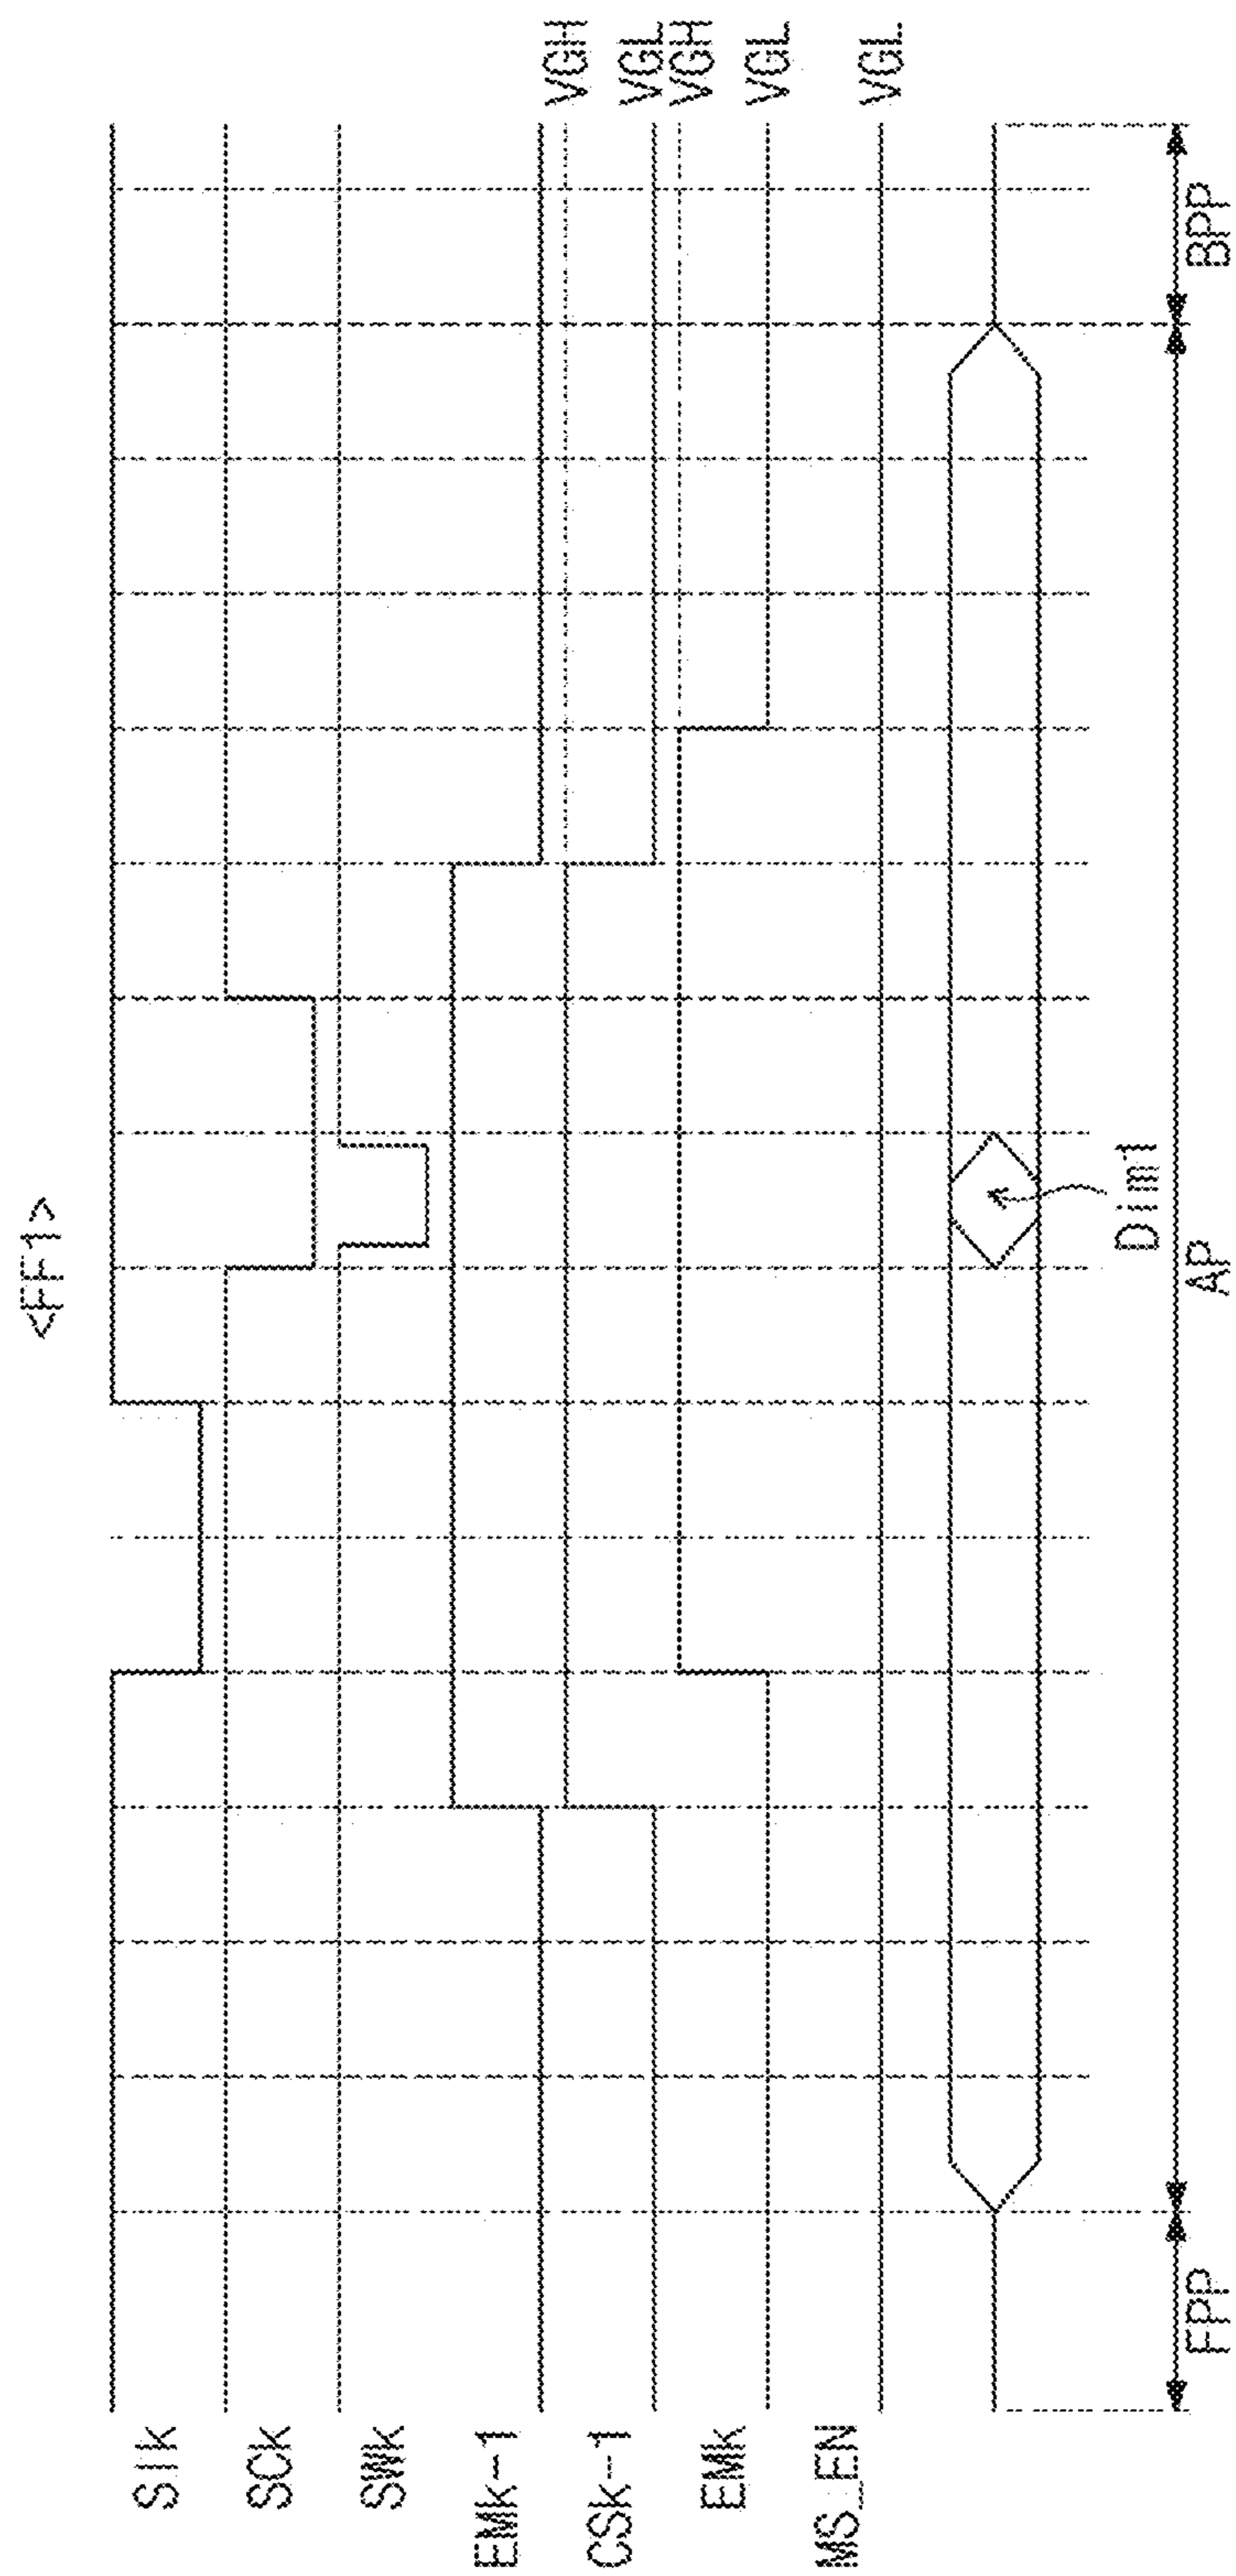 <FF1>
SIK
SCK
SWK
EMK-1
CSK-1
EMK
MS_EN
VGH
VGL
VGH
VGL
VGL
Dim1
FPP
AP
BPP